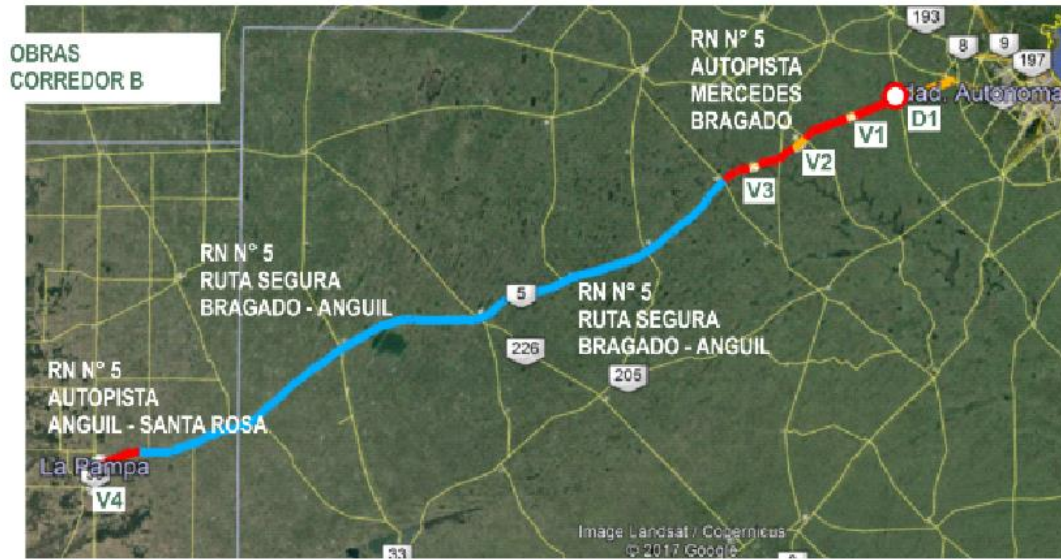 OBRAS
CORREDOR B
RN N° 5
AUTOPISTA
MERCEDES
BRAGADO
193
8
9
197
dad. Autónoma
D1
V1
V2
V3
RN N° 5
RUTA SEGURA
BRAGADO - ANGUIL
5
RN N° 5
RUTA SEGURA
BRAGADO - ANGUIL
226
205
RN N° 5
AUTOPISTA
ANGUIL - SANTA ROSA
La Pampa
V4
33
Image Landsat / Copernicus
© 2017 Google